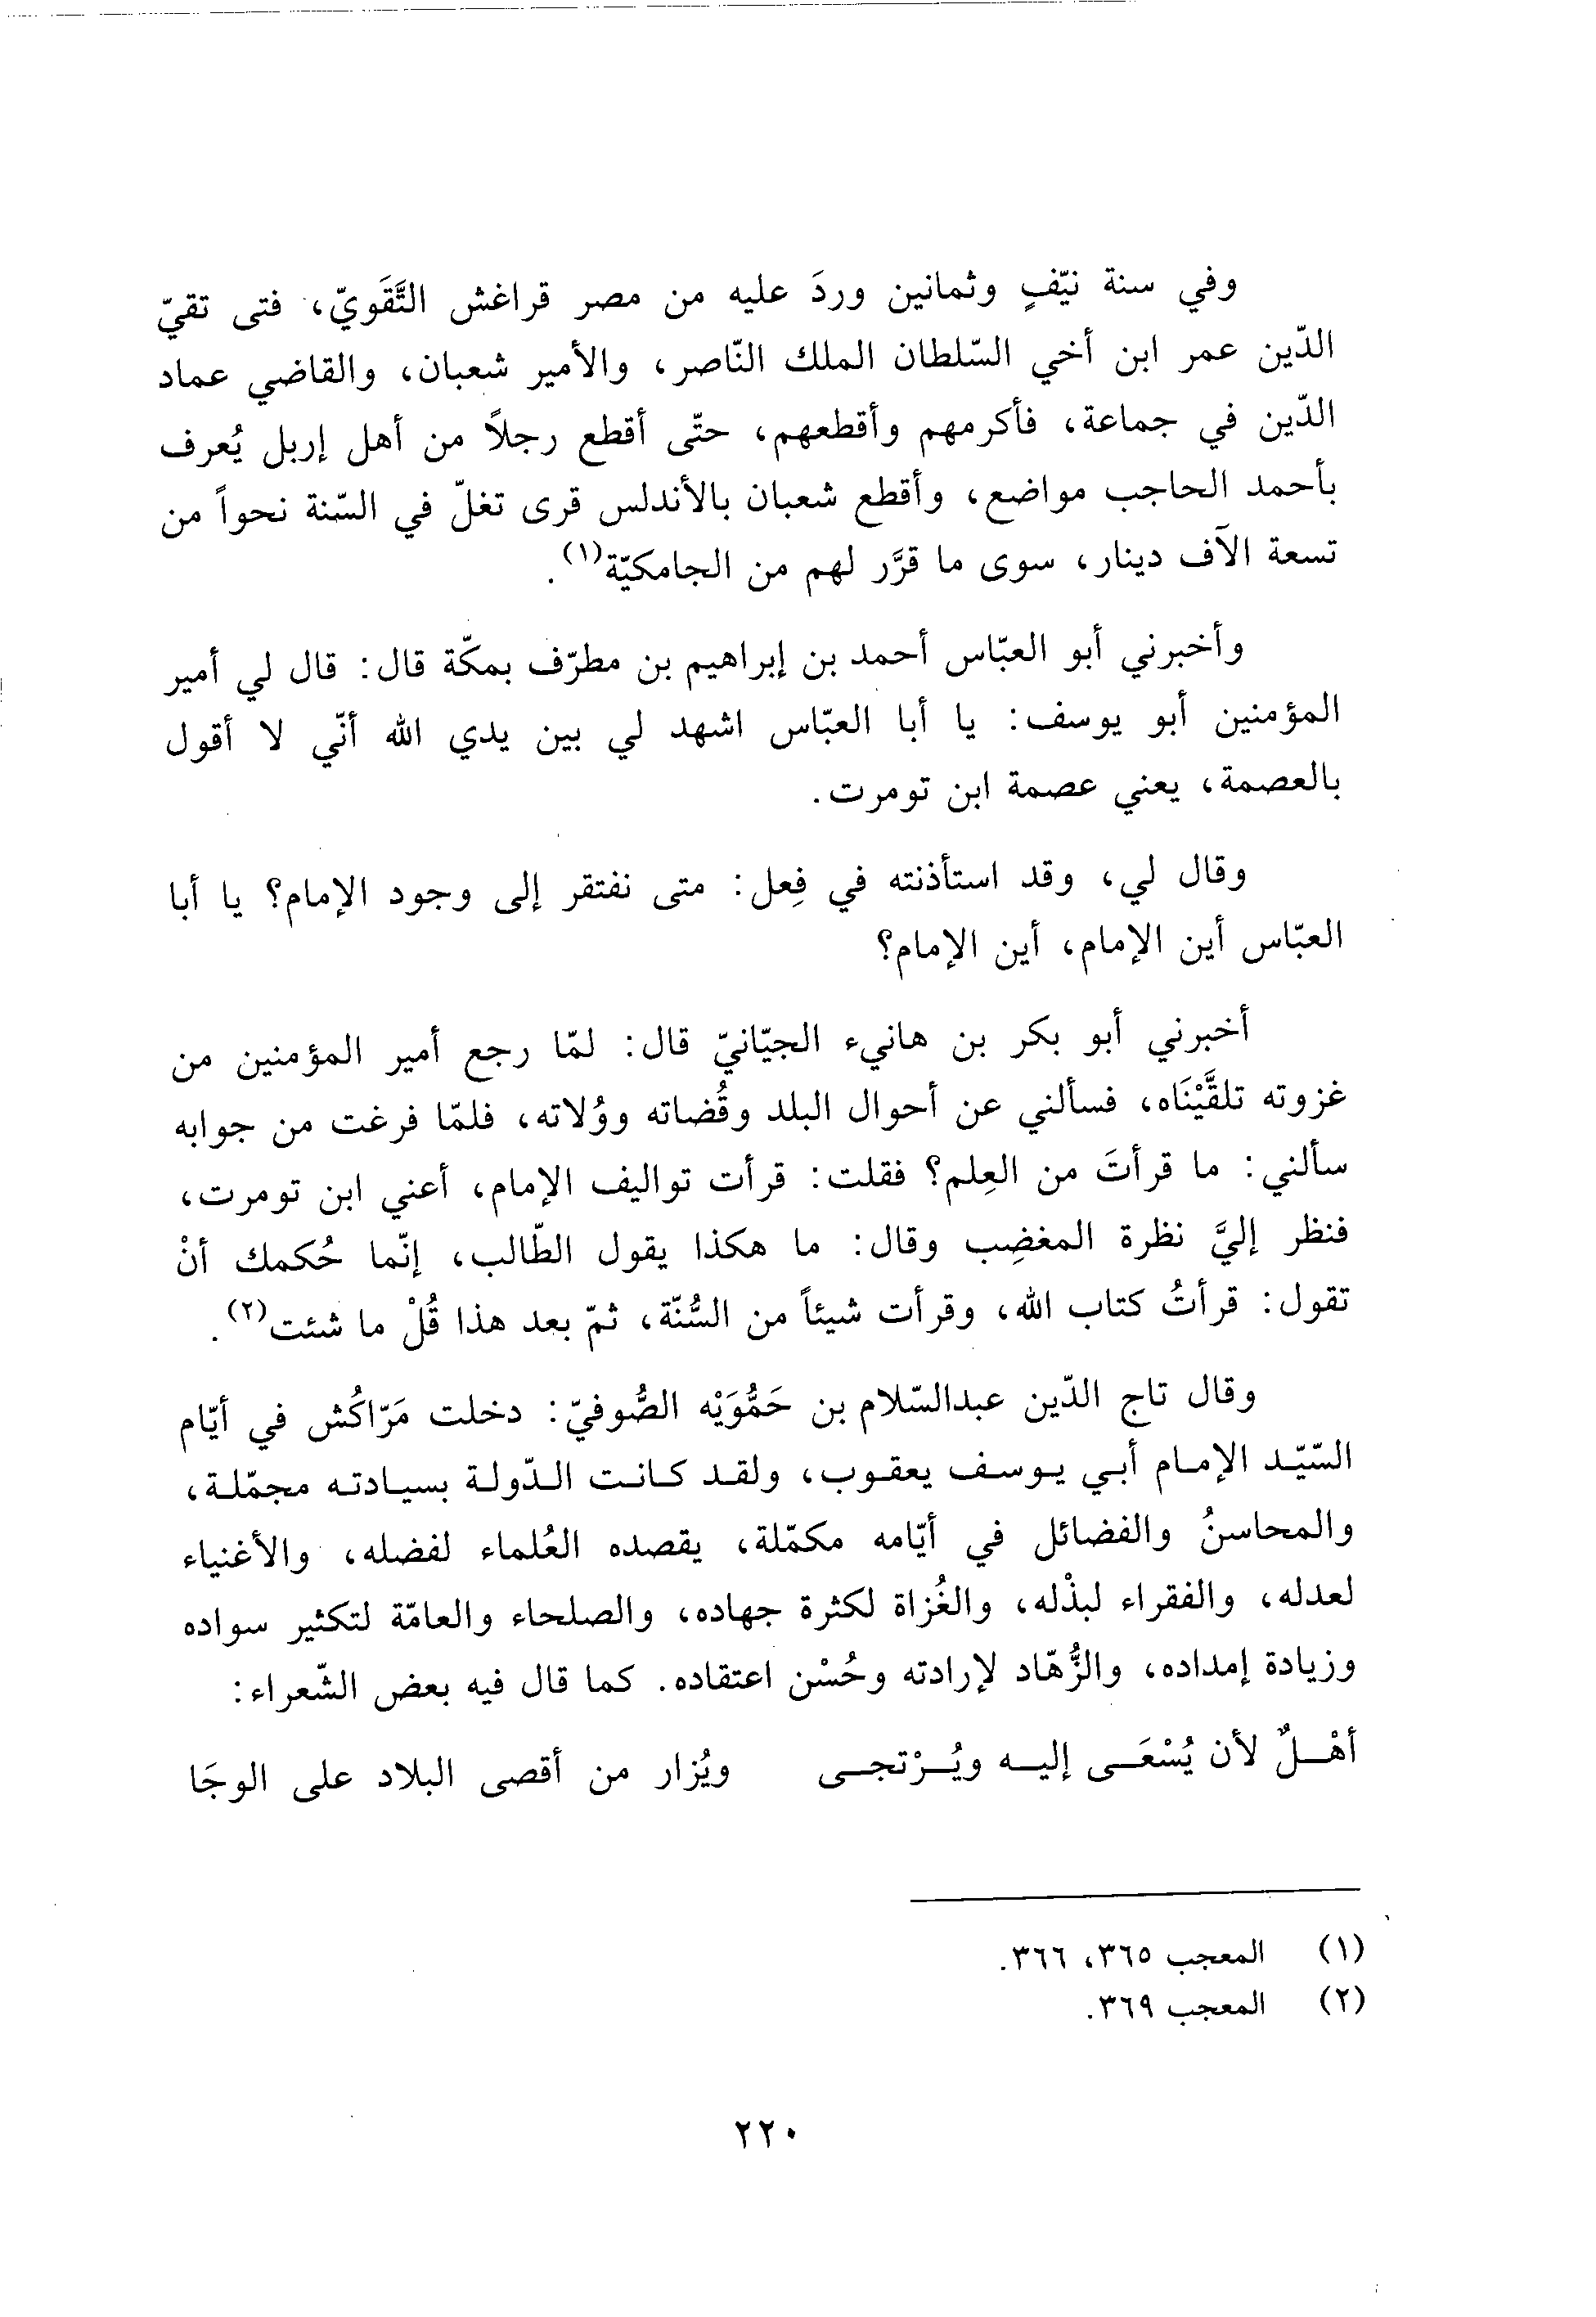 وفي سنة نيّفٍ وثمانين وردَ عليه من مصر قراغش التَّقَويّ، فتى تقيّ
الدّين عمر ابن أخي السّلطان الملك النّاصر، والأمير شعبان، والقاضي عماد
الدّين في جماعة، فأكرمهم وأقطعهم، حتّى أقطع رجلاً من أهل إربل يُعرف
بأحمد الحاجب مواضع، وأقطع شعبان بالأندلس قرى تغلّ في السّنة نحواً من
تسعة الآف دينار، سوى ما قرَّر لهم من الجامكيّة(١).
وأخبرني أبو العبّاس أحمد بن إبراهيم بن مطرّف بمكّة قال: قال لي أمير
المؤمنين أبو يوسف: يا أبا العبّاس اشهد لي بين يدي الله أنّي لا أقول
بالعصمة، يعني عصمة ابن تومرت.
وقال لي، وقد استأذنته في فِعل: متى نفتقر إلى وجود الإمام؟ يا أبا
العبّاس أين الإمام، أين الإمام؟
أخبرني أبو بكر بن هانيء الجيّانيّ قال: لمّا رجع أمير المؤمنين من
غزوته تلقَّيْنَاه، فسألني عن أحوال البلد وقُضاته ووُلاته، فلمّا فرغت من جوابه
سألني: ما قرأتَ من العِلم؟ فقلت: قرأت تواليف الإمام، أعني ابن تومرت،
فنظر إليَّ نظرة المغضِب وقال: ما هكذا يقول الطّالب، إنّما حُكمك أنْ
تقول: قرأتُ كتاب الله، وقرأت شيئاً من السُّنّة، ثمّ بعد هذا قُلْ ما شئت(٢).
وقال تاج الدّين عبدالسّلام بن حَمُّوَيْه الصُّوفيّ: دخلت مَرّاكُش في أيّام
السّيّد الإمام أبي يوسف يعقوب، ولقد كانت الدّولة بسيادته مجمّلة،
والمحاسنُ والفضائل في أيّامه مكمّلة، يقصده العُلماء لفضله، والأغنياء
لعدله، والفقراء لبذْله، والغُزاة لكثرة جهاده، والصلحاء والعامّة لتكثير سواده
وزيادة إمداده، والزُّهّاد لإرادته وحُسْن اعتقاده. كما قال فيه بعض الشّعراء:
أهْلٌ لأن يُسْعَى إليه ويُرْتجى ويُزار من أقصى البلاد على الوجَا
(١) المعجب ٣٦٥، ٣٦٦.
(٢) المعجب ٣٦٩.
٢٢٠